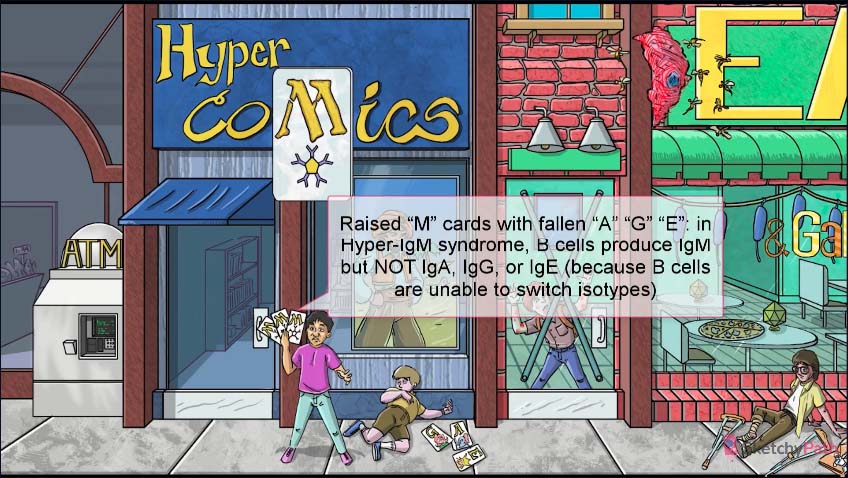 Hyper
CoMics
ATM
Raised “M” cards with fallen “A” “G” “E”: in
Hyper-IgM syndrome, B cells produce IgM
but NOT IgA, IgG, or IgE (because B cells
are unable to switch isotypes)
EA
& Ga
G A
E
SketchyPath